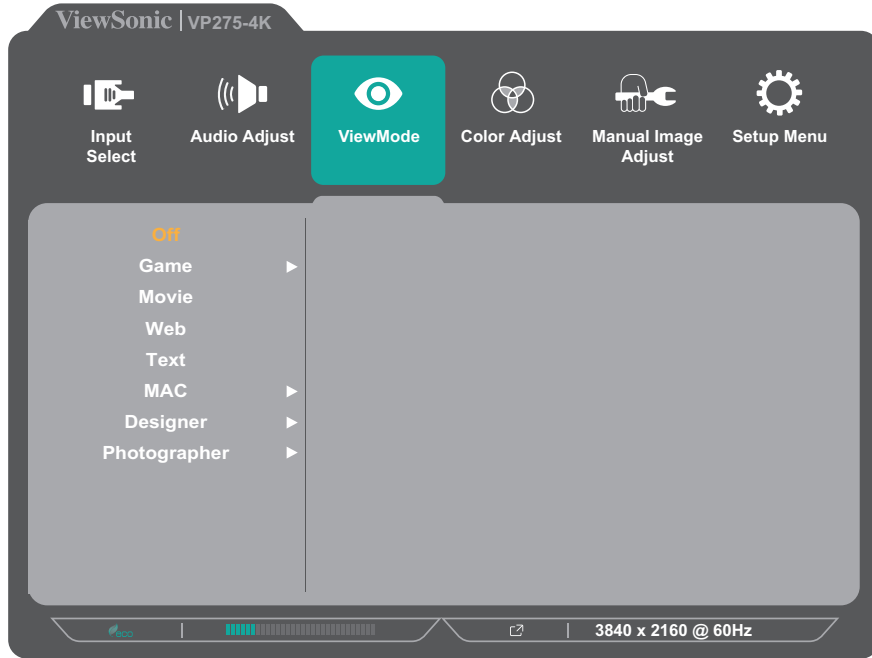 ViewSonic | VP275-4K
Input Select
Audio Adjust
ViewMode
Color Adjust
Manual Image Adjust
Setup Menu
Off
Game
Movie
Web
Text
MAC
Designer
Photographer
eco
3840 x 2160 @ 60Hz